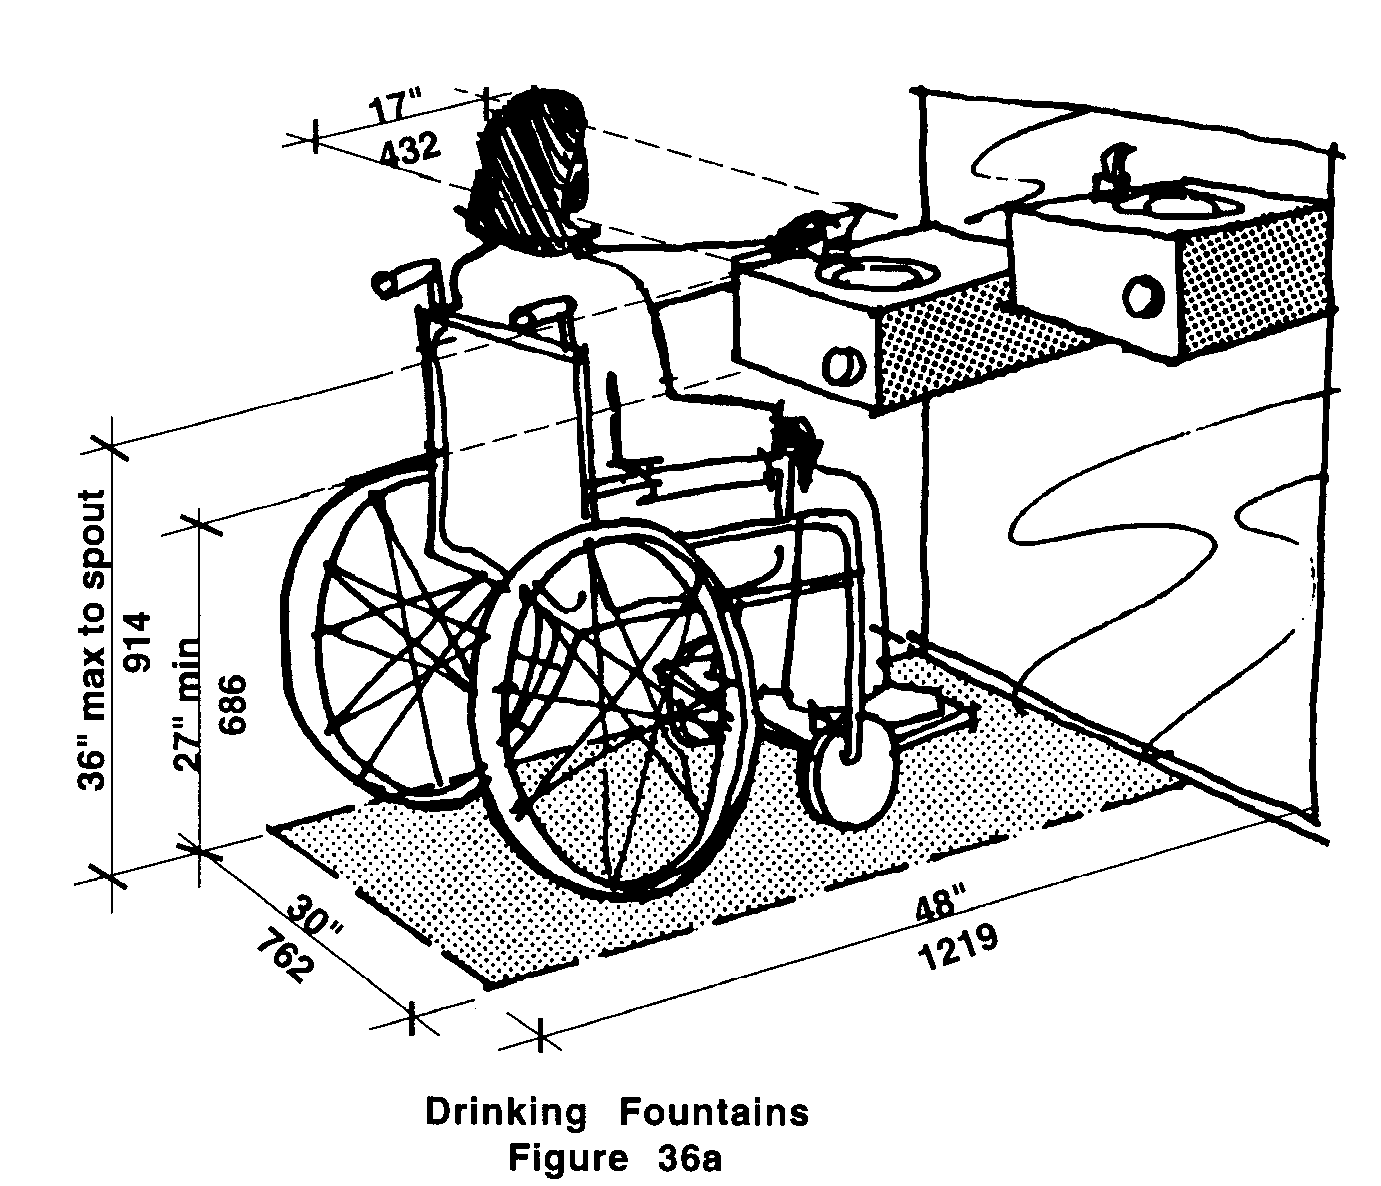 17"
432
36" max to spout
914
27" min
686
30"
762
48"
1219
Drinking Fountains
Figure 36a